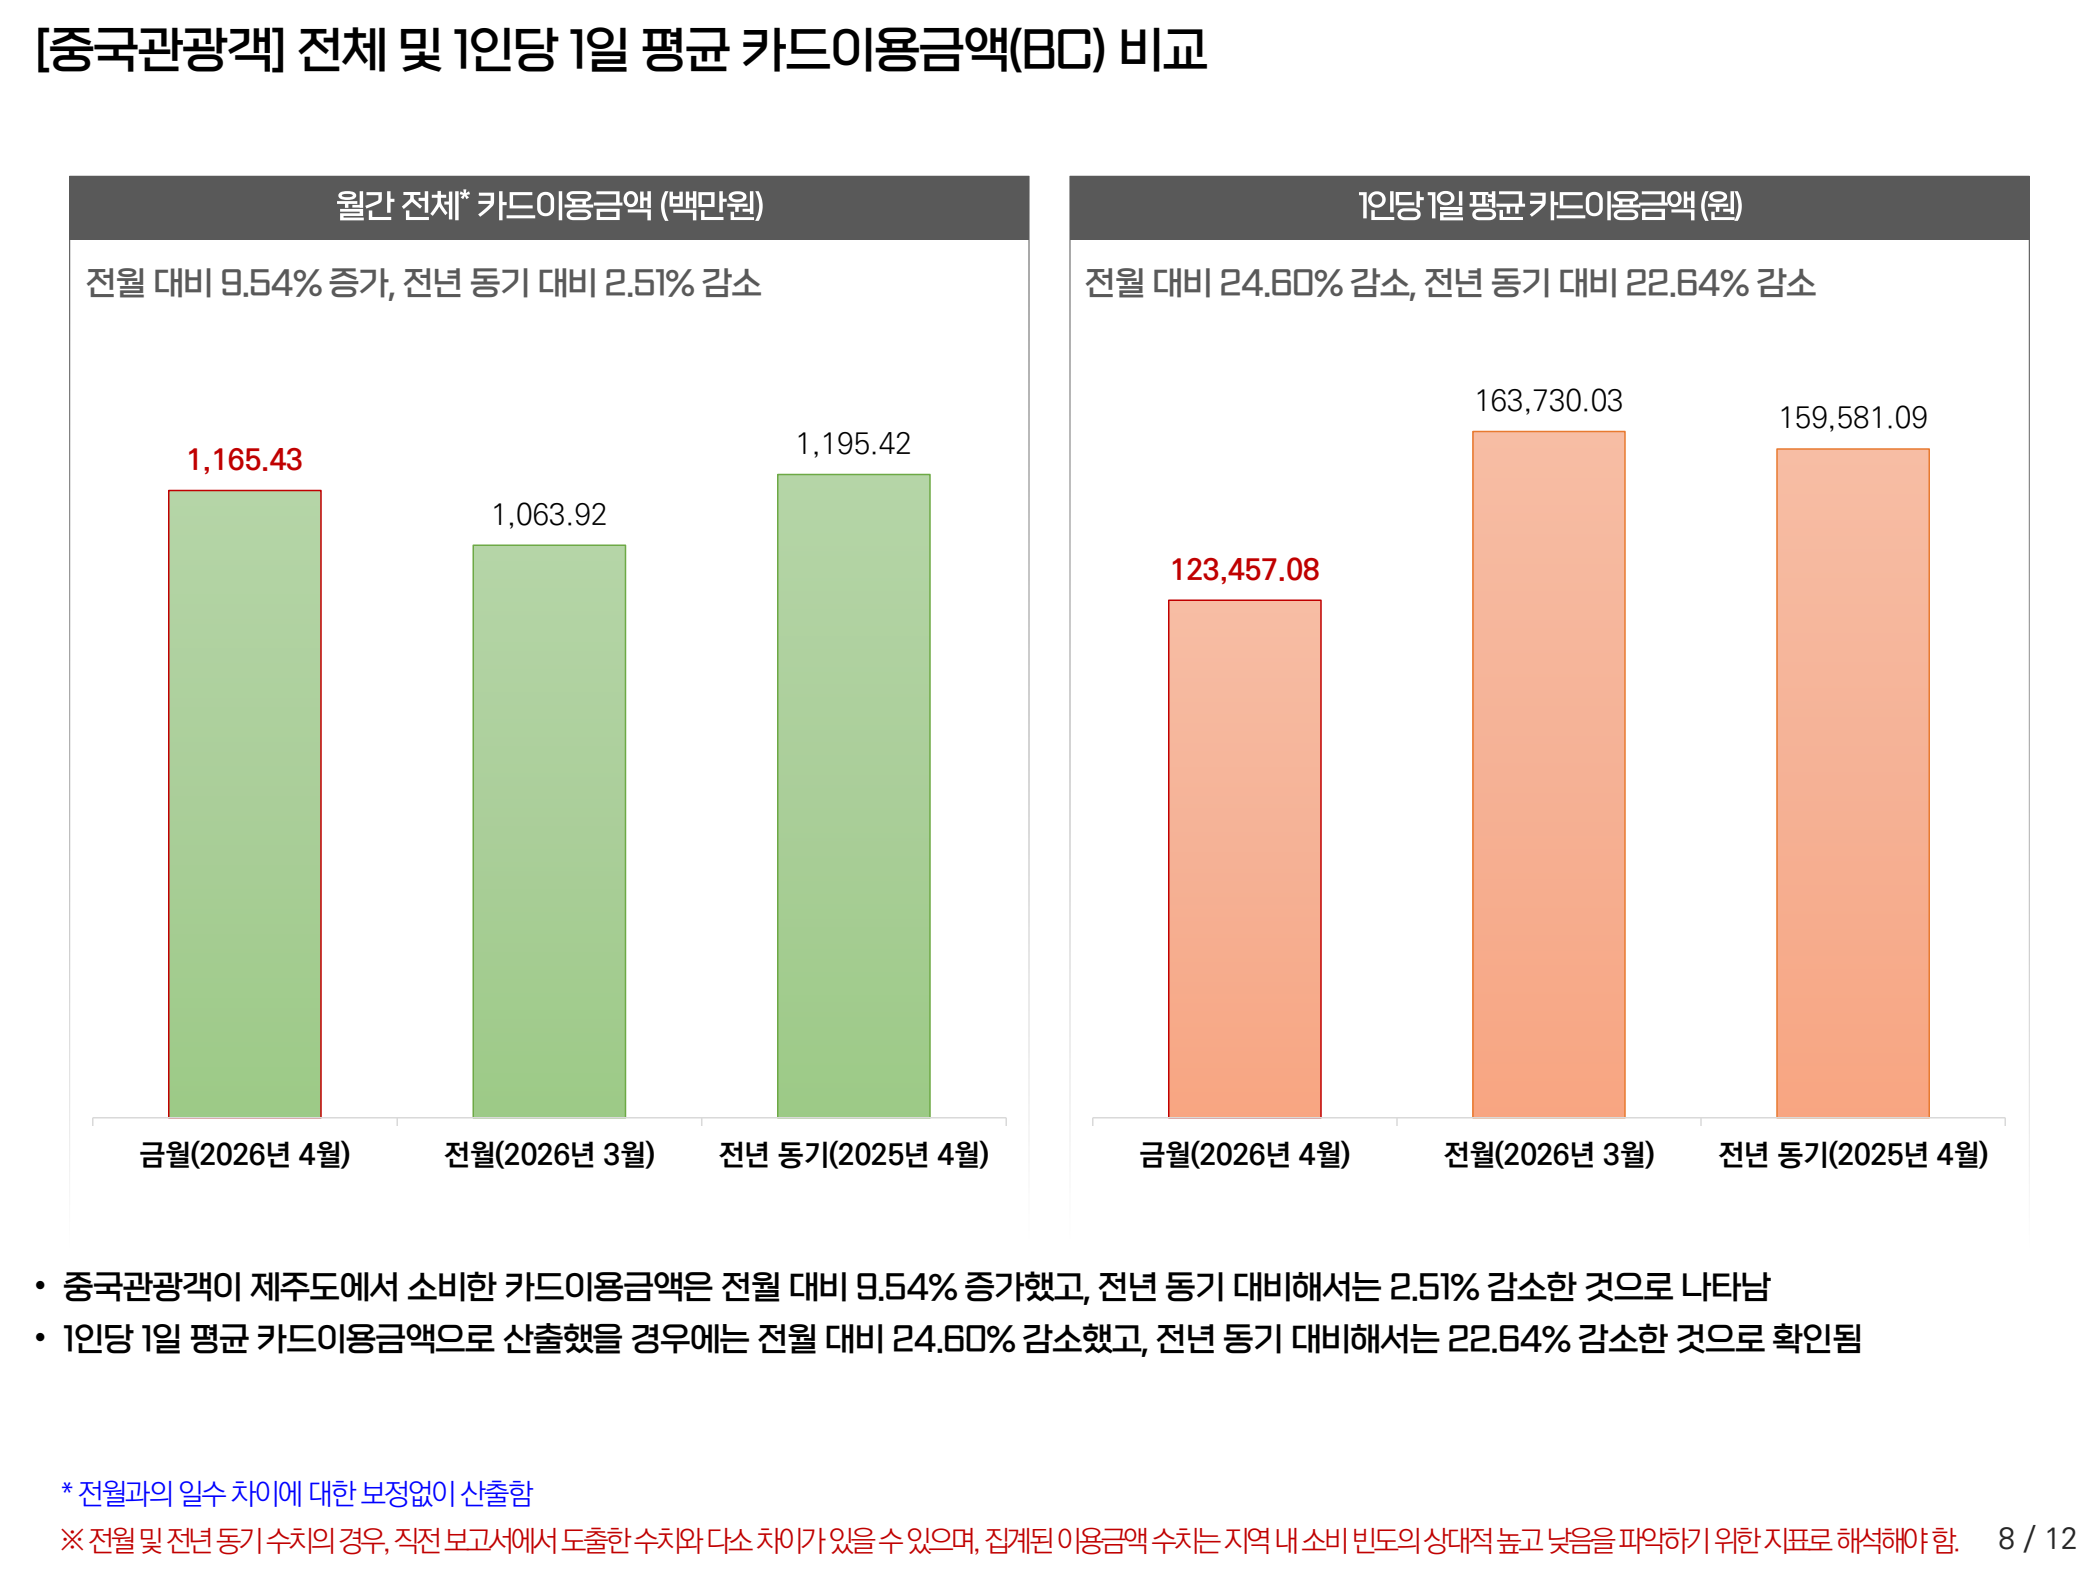 [중국관광객] 전체 및 1인당 1일 평균 카드이용금액(BC) 비교
월간 전체* 카드이용금액 (백만원)
전월 대비 9.54% 증가, 전년 동기 대비 2.51% 감소
1,165.43
1,063.92
1,195.42
금월(2026년 4월)
전월(2026년 3월)
전년 동기(2025년 4월)
1인당 1일 평균 카드이용금액 (원)
전월 대비 24.60% 감소, 전년 동기 대비 22.64% 감소
123,457.08
163,730.03
159,581.09
금월(2026년 4월)
전월(2026년 3월)
전년 동기(2025년 4월)
• 중국관광객이 제주도에서 소비한 카드이용금액은 전월 대비 9.54% 증가했고, 전년 동기 대비해서는 2.51% 감소한 것으로 나타남
• 1인당 1일 평균 카드이용금액으로 산출했을 경우에는 전월 대비 24.60% 감소했고, 전년 동기 대비해서는 22.64% 감소한 것으로 확인됨
* 전월과의 일수 차이에 대한 보정없이 산출함
※ 전월 및 전년 동기 수치의 경우, 직전 보고서에서 도출한 수치와 다소 차이가 있을 수 있으며, 집계된 이용금액 수치는 지역 내 소비 빈도의 상대적 높고 낮음을 파악하기 위한 지표로 해석해야 함.
8 / 12